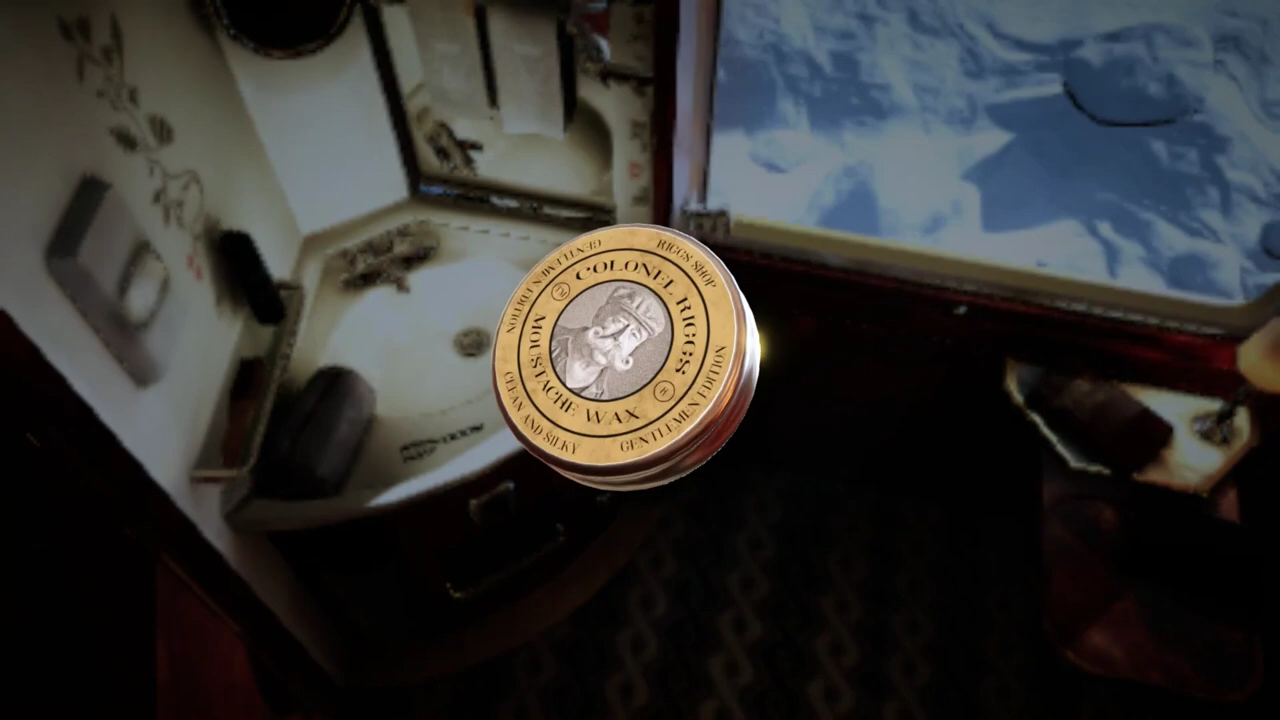 COLONEL RIGGS
MOUSTACHE WAX
GENTLEMEN EDITION
RIGGS SHOP
GENTLEMEN EDITION
CLEAN AND SILKY